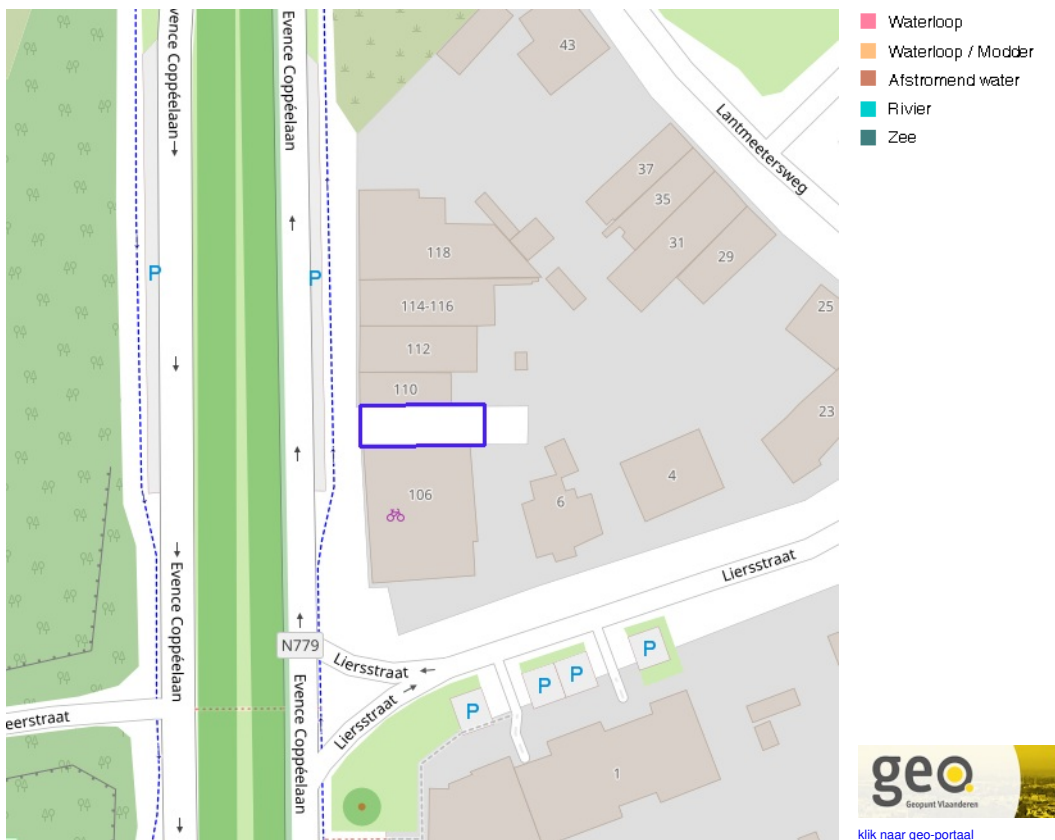 Evence Coppéelaan
Evence Coppéelaan
43
Lantmeetersweg
37
35
31
29
118
P
P
114-116
25
112
110
23
106
4
6
Evence Coppéelaan
Liersstraat
N779
Liersstraat
P
P
P
P
Liersstraat
eerstraat
Evence Coppéelaan
1
Waterloop
Waterloop / Modder
Afstromend water
Rivier
Zee
geo
Geopunt Vlaanderen
klik naar geo-portaal